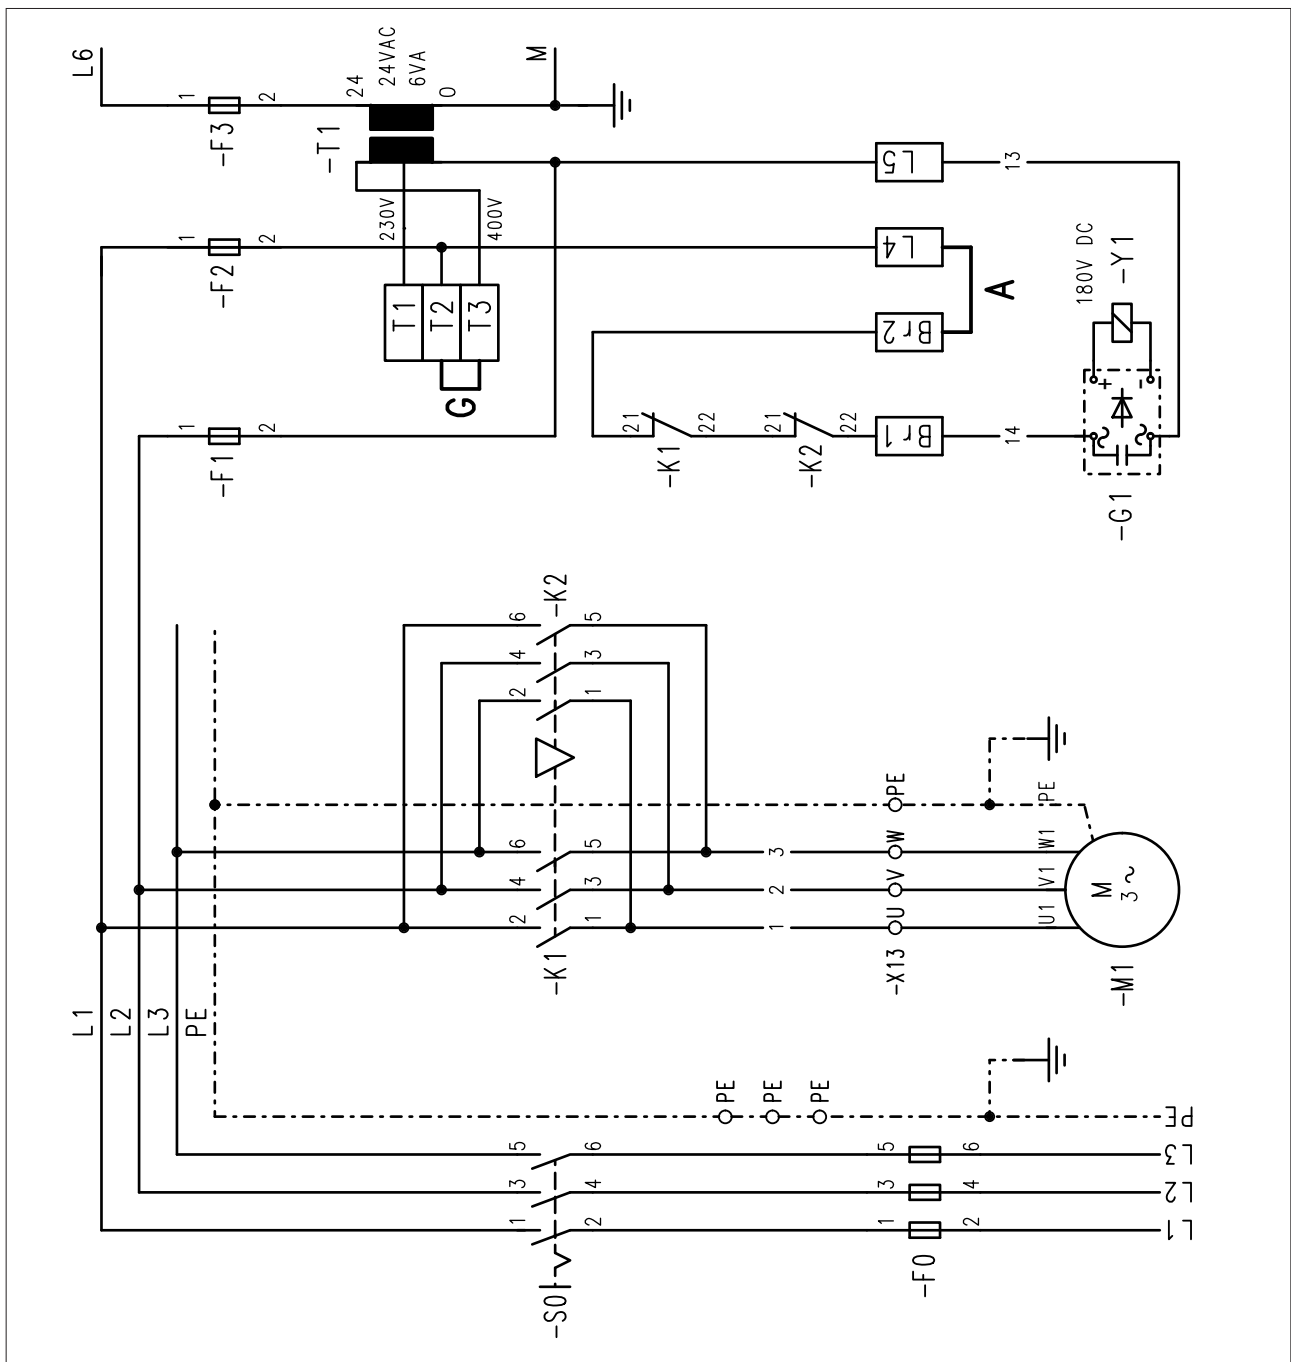 L6
1
2
-F3
24
24VAC
6VA
0
-T1
M
L5
13
1
2
-F2
230V
400V
T1
T2
T3
G
L4
A
Br2
180V DC
-Y1
1
2
-F1
21
22
-K1
21
22
-K2
Br1
14
+
-
-G1
6
5
-K2
4
3
2
1
PE
PE
6
5
3
W
W1
4
3
2
V
V1
2
1
1
U
U1
-K1
-X13
M
3~
-M1
L1
L2
L3
PE
PE
PE
PE
PE
5
6
5
6
L3
3
4
3
4
L2
1
2
1
2
L1
-S0
-F0